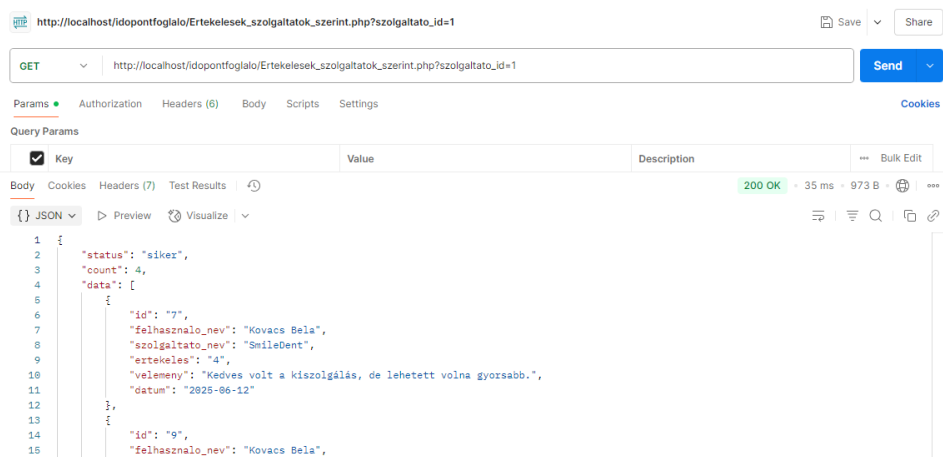 HTTP http://localhost/idopontfoglalo/Ertekelesek_szolgaltatok_szerint.php?szolgaltato_id=1 Save Share
GET http://localhost/idopontfoglalo/Ertekelesek_szolgaltatok_szerint.php?szolgaltato_id=1 Send
Params Authorization Headers (6) Body Scripts Settings Cookies
Query Params
Key Value Description Bulk Edit
Body Cookies Headers (7) Test Results 200 OK 35 ms 973 B
{} JSON Preview Visualize
1 {
2 "status": "siker",
3 "count": 4,
4 "data": [
5 {
6 "id": "7",
7 "felhasznalo_nev": "Kovacs Bela",
8 "szolgaltato_nev": "SmileDent",
9 "ertekeles": "4",
10 "velemeny": "Kedves volt a kiszolgálás, de lehetett volna gyorsabb.",
11 "datum": "2025-06-12"
12 },
13 {
14 "id": "9",
15 "felhasznalo_nev": "Kovacs Bela",